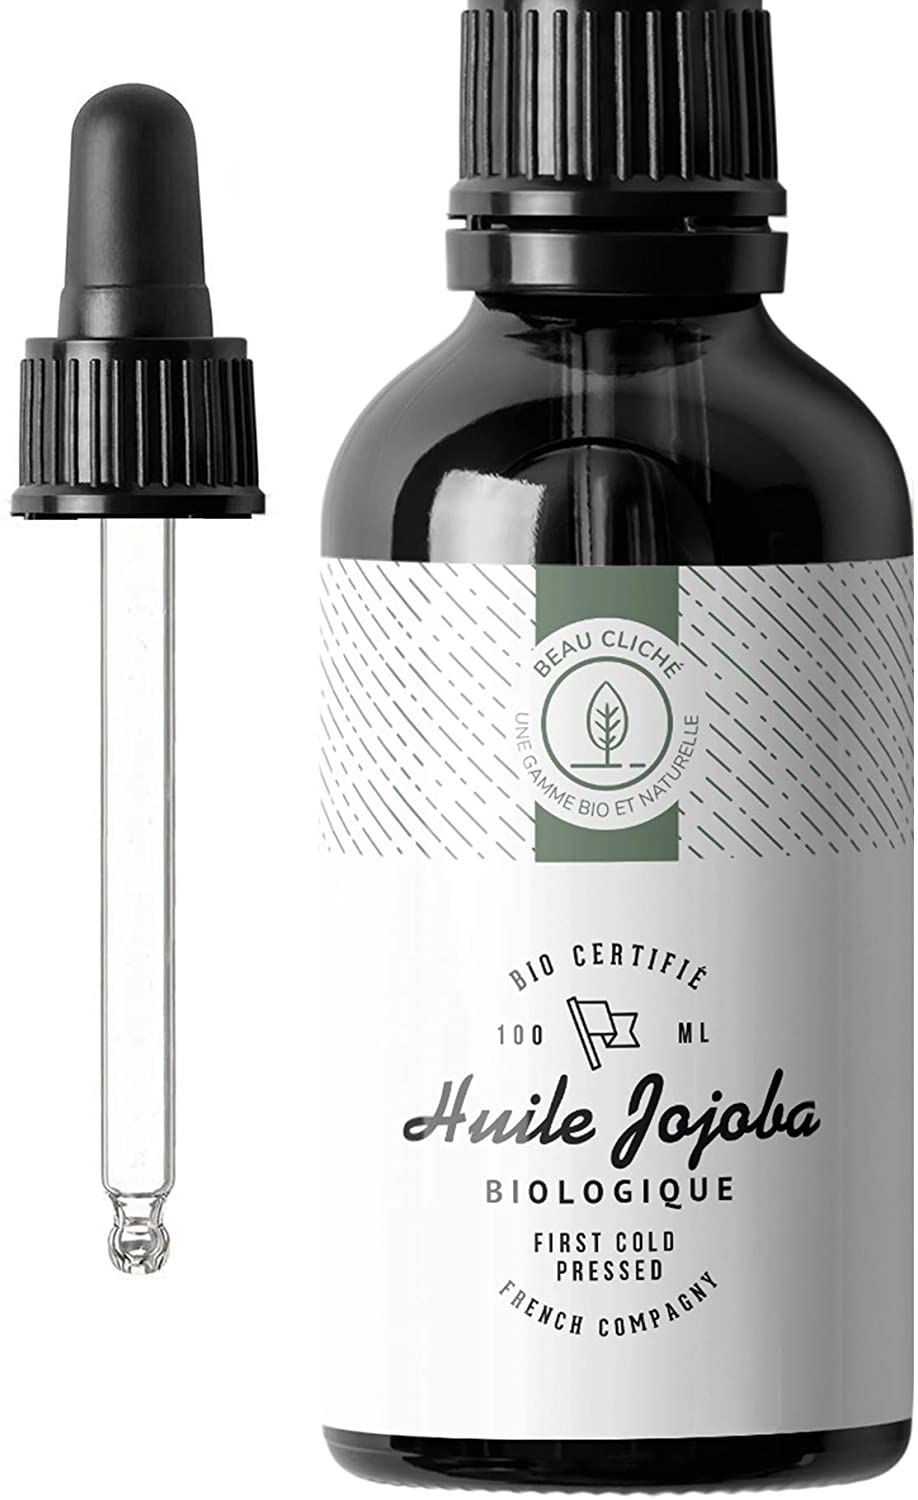 BEAU CLICHÉ
UNE GAMME BIO ET NATURELLE
BIO CERTIFIÉ
100 ML
Huile Jojoba
BIOLOGIQUE
FIRST COLD
PRESSED
FRENCH COMPAGNY